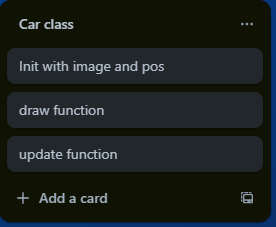 Car class
Init with image and pos
draw function
update function
Add a card